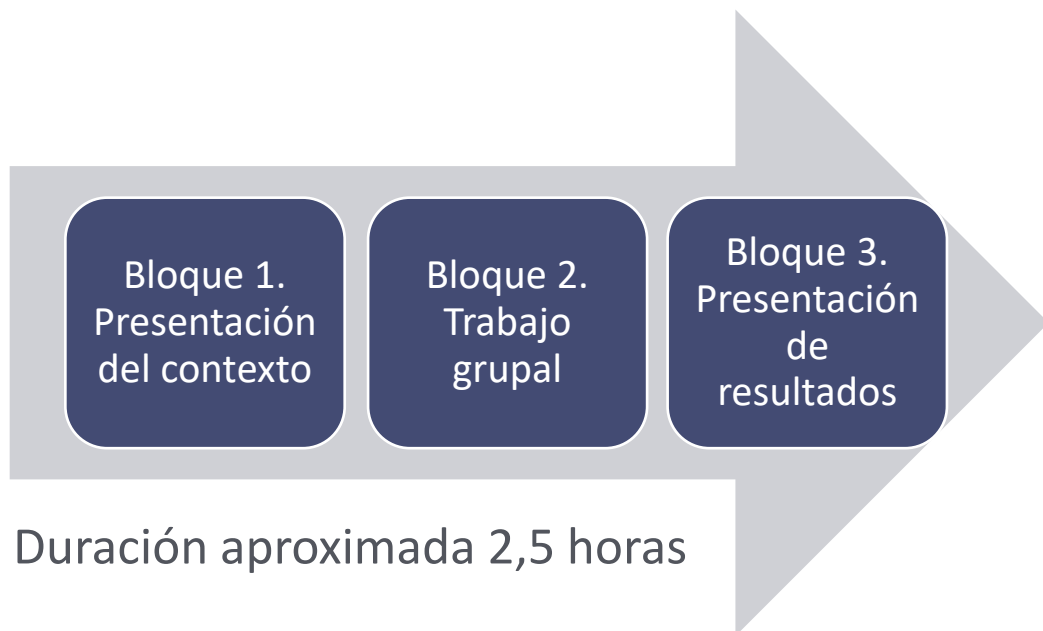 Bloque 1.
Presentación
del contexto
Bloque 2.
Trabajo
grupal
Bloque 3.
Presentación
de
resultados
Duración aproximada 2,5 horas